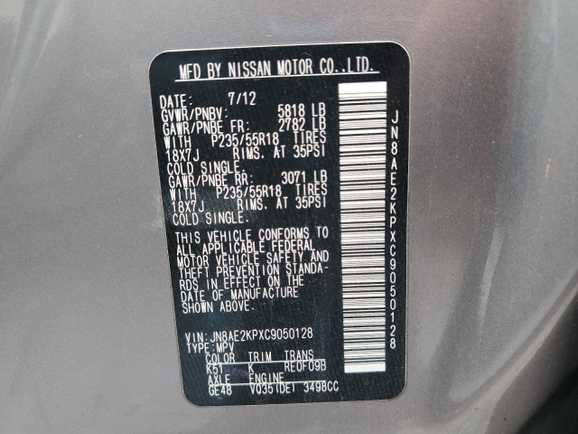 MFD BY NISSAN MOTOR CO.,LTD.
DATE: 7/12
GVWR/PNBV: 5818 LB
GAWR/PNBE FR: 2782 LB
WITH P235/55R18 TIRES
18X7J RIMS. AT 35PSI
COLD SINGLE.
GAWR/PNBE RR: 3071 LB
WITH P235/55R18 TIRES
18X7J RIMS. AT 35PSI
COLD SINGLE.
THIS VEHICLE CONFORMS TO
ALL APPLICABLE FEDERAL
MOTOR VEHICLE SAFETY AND
THEFT PREVENTION STANDA-
RDS IN EFFECT ON THE
DATE OF MANUFACTURE
SHOWN ABOVE.
VIN: JN8AE2KPXC9050128
TYPE: MPV
COLOR TRIM TRANS
K51 K RE0F09B
AXLE ENGINE
GE48 VQ35(DE) 3498CC
JN8AE2KPXC9050128